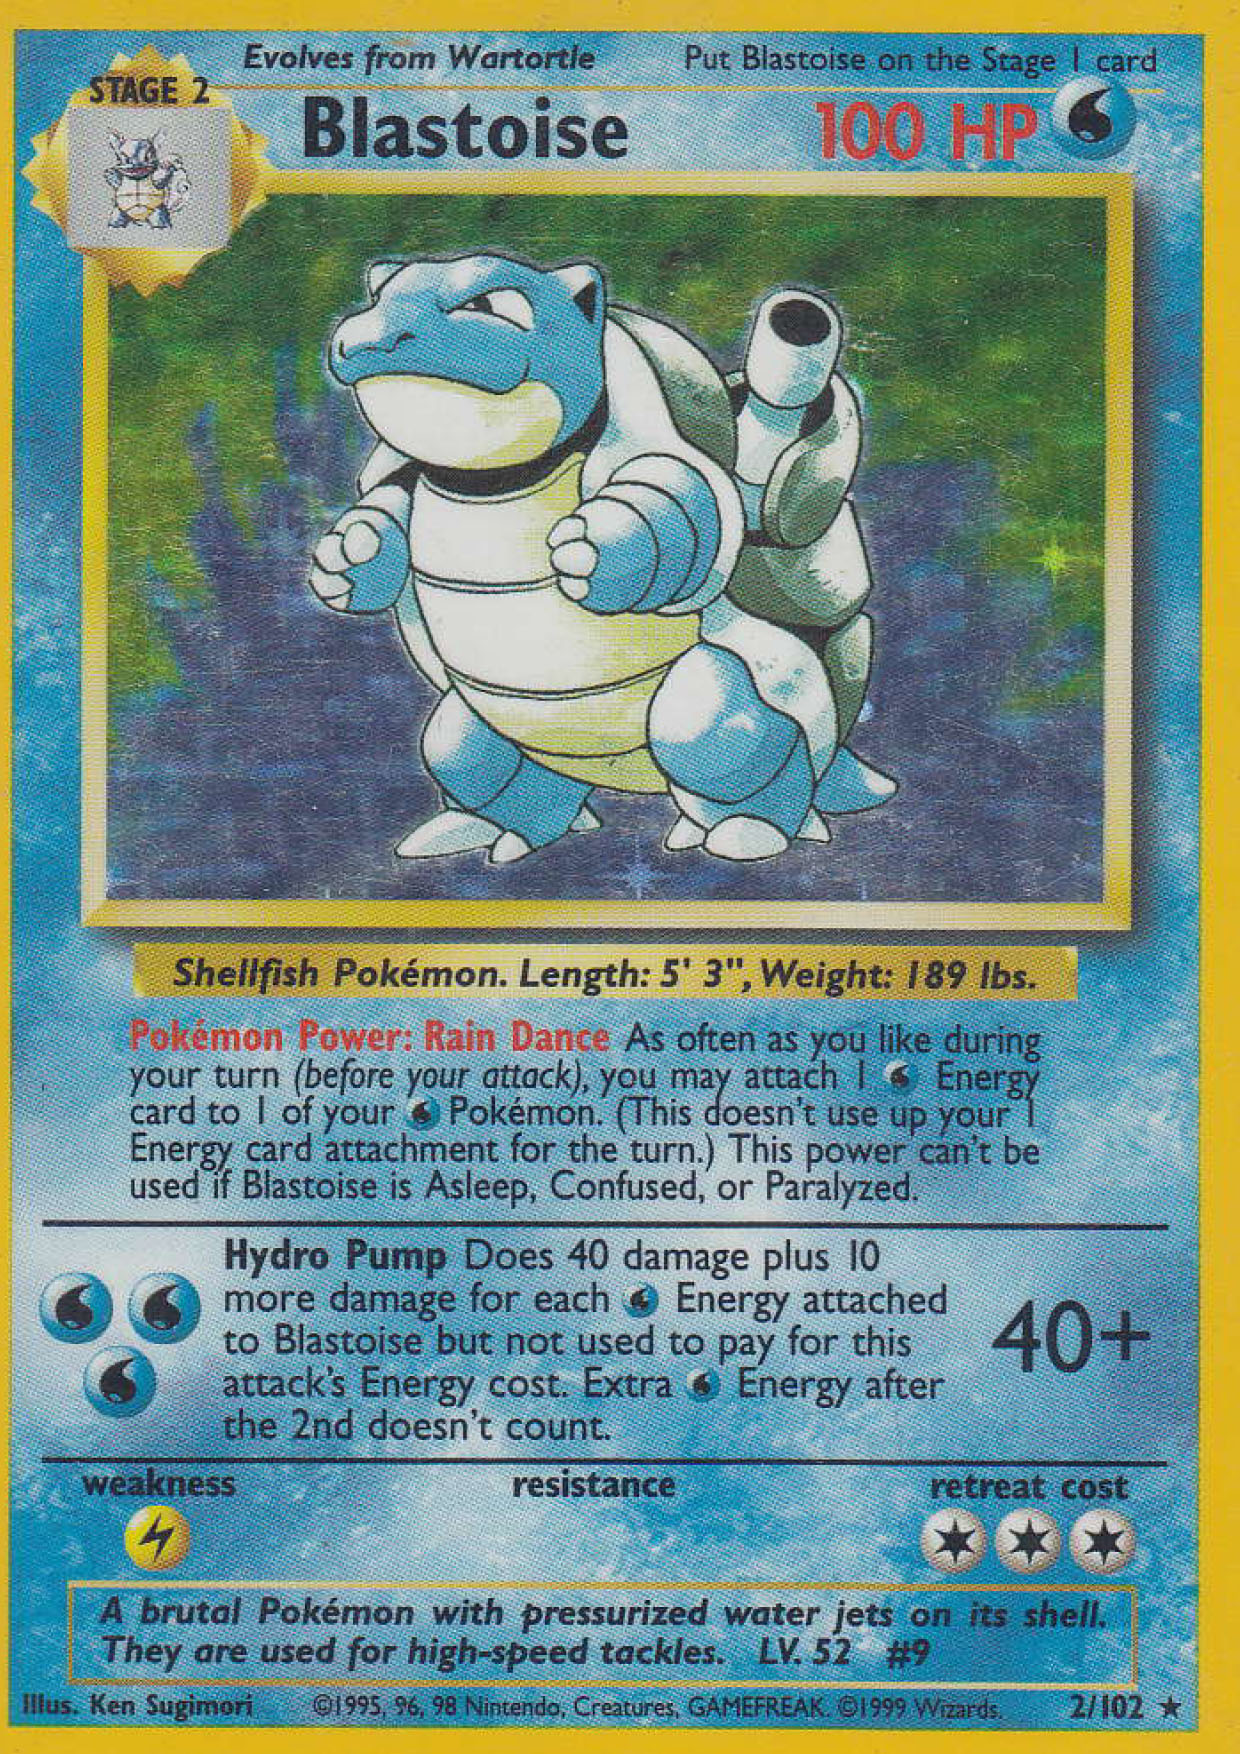 Evolves from Wartortle Put Blastoise on the Stage 1 card
STAGE 2
Blastoise 100 HP
Shellfish Pokémon. Length: 5' 3", Weight: 189 lbs.
Pokémon Power: Rain Dance As often as you like during
your turn (before your attack), you may attach 1 Energy
card to 1 of your Pokémon. (This doesn't use up your 1
Energy card attachment for the turn.) This power can't be
used if Blastoise is Asleep, Confused, or Paralyzed.
Hydro Pump Does 40 damage plus 10
more damage for each Energy attached
to Blastoise but not used to pay for this
attack's Energy cost. Extra Energy after
the 2nd doesn't count.
40+
weakness resistance retreat cost
A brutal Pokémon with pressurized water jets on its shell.
They are used for high-speed tackles. LV. 52 #9
Illus. Ken Sugimori ©1995, 96, 98 Nintendo, Creatures, GAMEFREAK. ©1999 Wizards. 2/102 ★